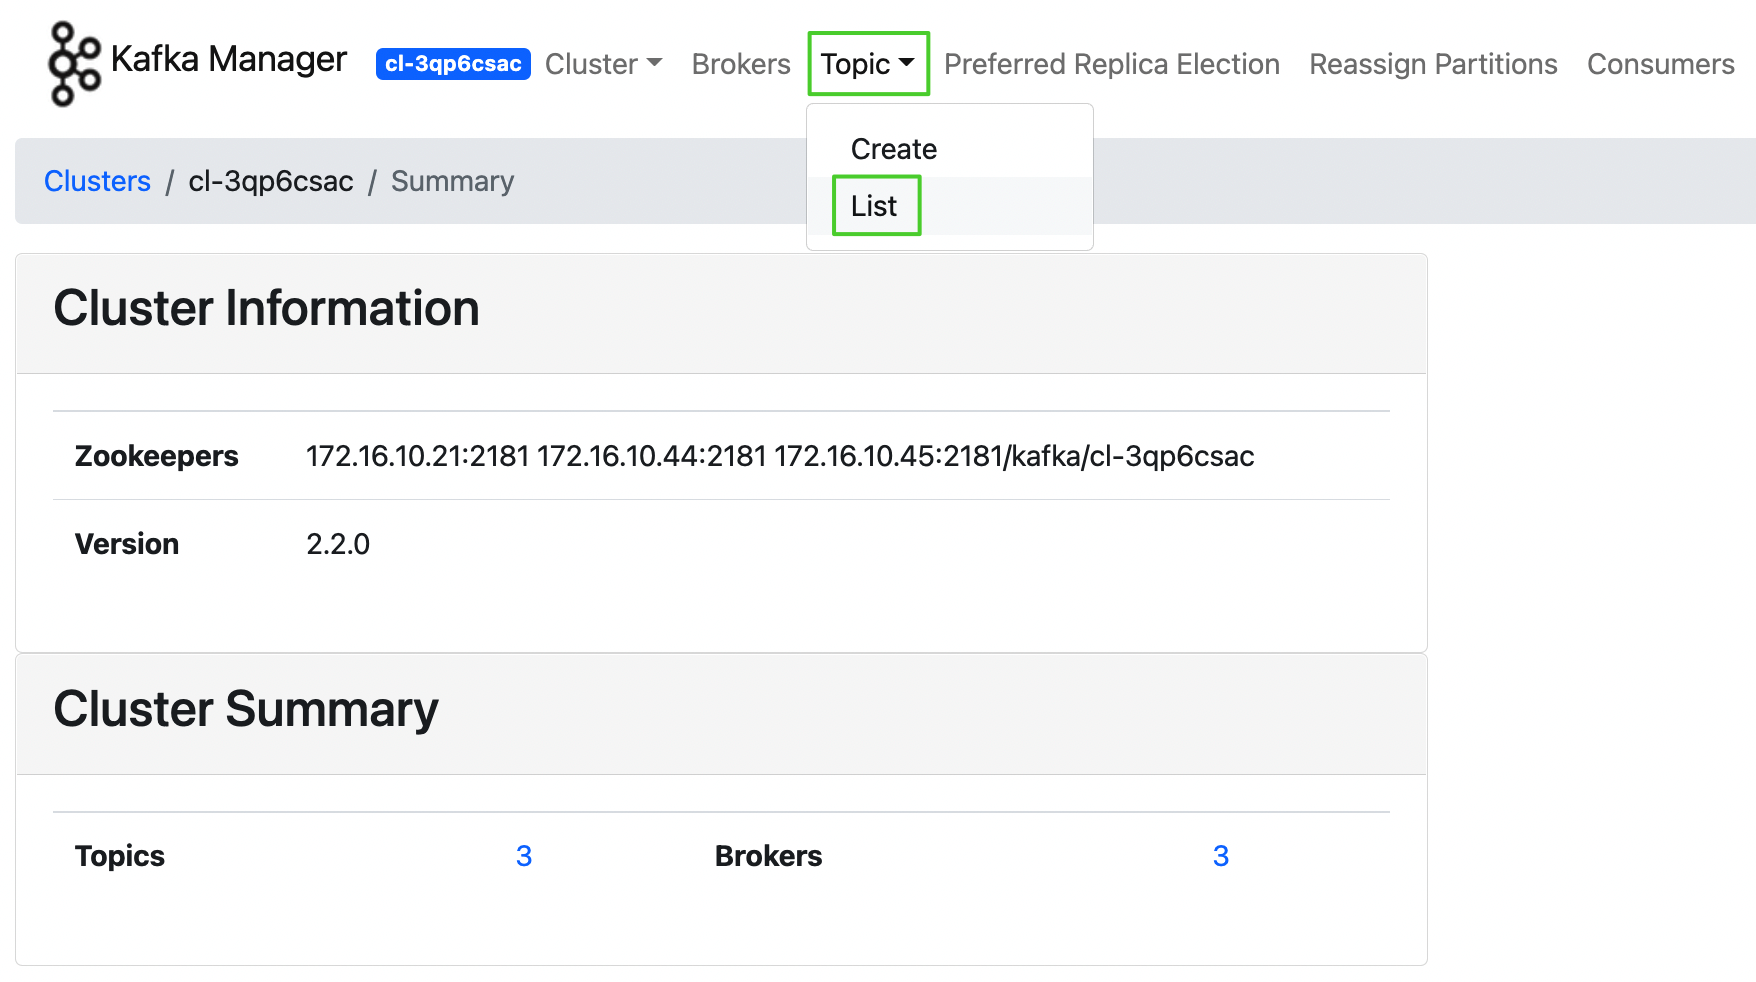 Kafka Manager cl-3qp6csac Cluster Brokers Topic Preferred Replica Election Reassign Partitions Consumers
Create
List
Clusters / cl-3qp6csac / Summary
Cluster Information
Zookeepers 172.16.10.21:2181 172.16.10.44:2181 172.16.10.45:2181/kafka/cl-3qp6csac
Version 2.2.0
Cluster Summary
Topics 3 Brokers 3